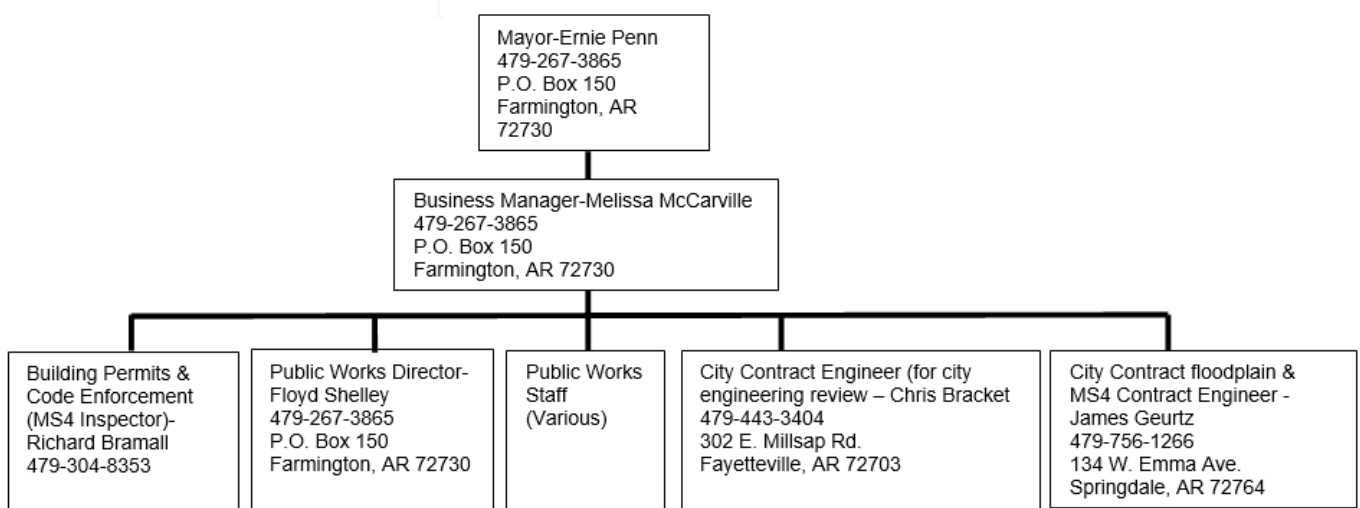 Mayor-Ernie Penn
479-267-3865
P.O. Box 150
Farmington, AR
72730
Business Manager-Melissa McCarville
479-267-3865
P.O. Box 150
Farmington, AR 72730
Building Permits &
Code Enforcement
(MS4 Inspector)-
Richard Bramall
479-304-8353
Public Works Director-
Floyd Shelley
479-267-3865
P.O. Box 150
Farmington, AR 72730
Public Works
Staff
(Various)
City Contract Engineer (for city
engineering review – Chris Bracket
479-443-3404
302 E. Millsap Rd.
Fayetteville, AR 72703
City Contract floodplain &
MS4 Contract Engineer -
James Geurtz
479-756-1266
134 W. Emma Ave.
Springdale, AR 72764